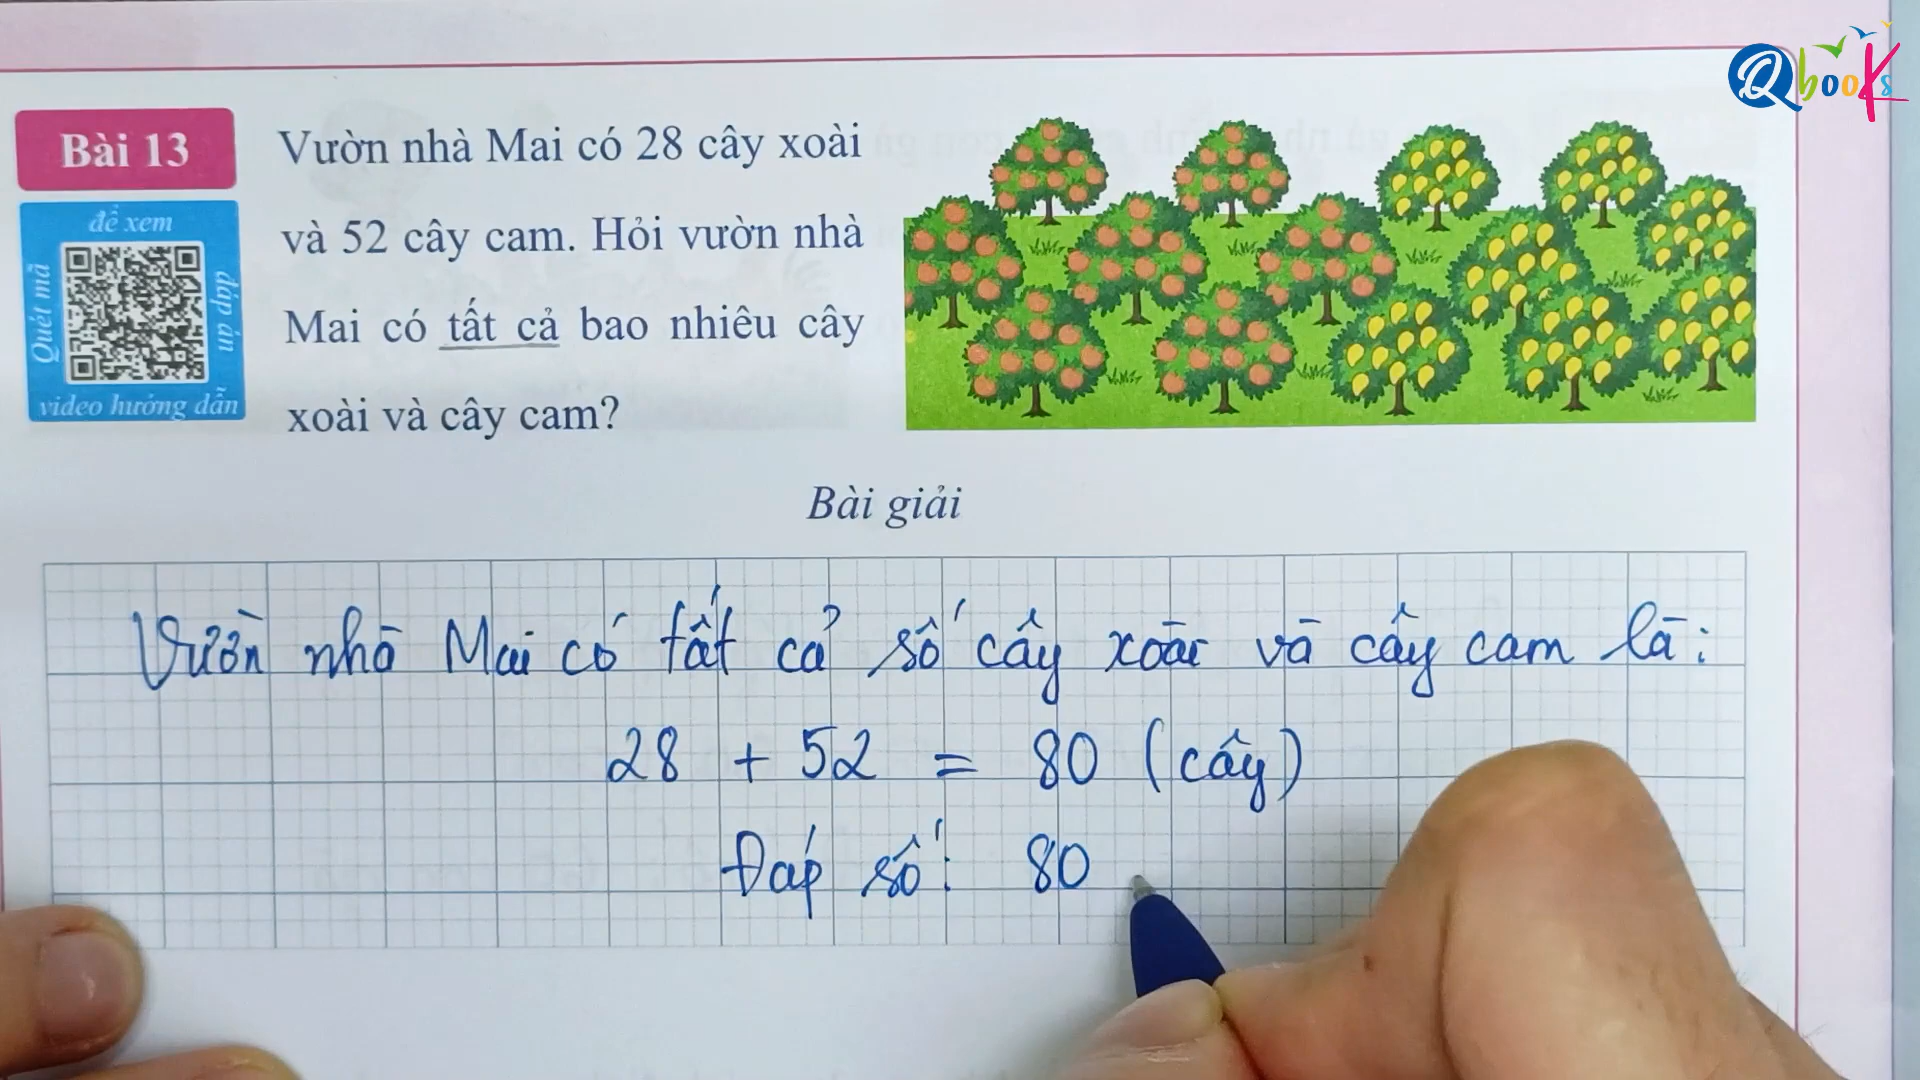 Qbooks
Bài 13
Vườn nhà Mai có 28 cây xoài
và 52 cây cam. Hỏi vườn nhà
Mai có tất cả bao nhiêu cây
xoài và cây cam?
để xem
Quét mã
đáp án
video hướng dẫn
Bài giải
Vườn nhà Mai có tất cả số cây xoài và cây cam là:
28 + 52 = 80 (cây)
Đáp số: 80